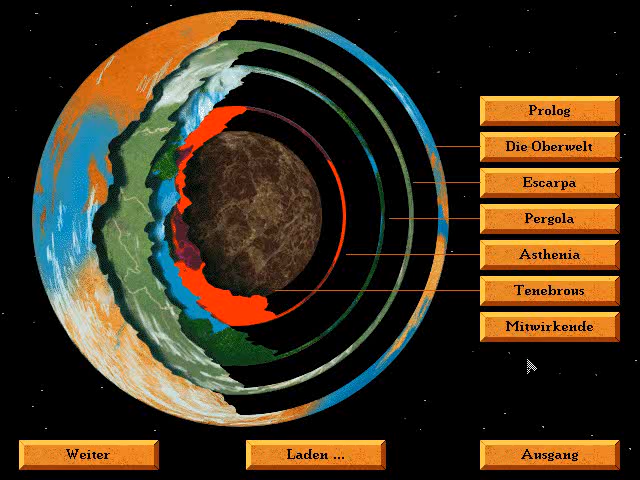 Prolog
Die Oberwelt
Escarpa
Pergola
Asthenia
Tenebrous
Mitwirkende
Weiter
Laden ...
Ausgang